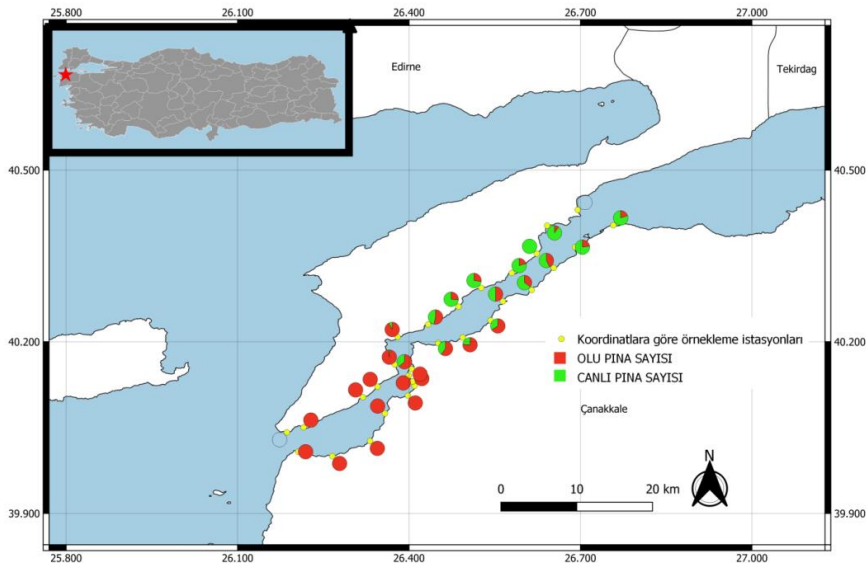 25.800 26.100 26.400 26.700 27.000
Edirne
Tekirdag
40.500 40.500
40.200 40.200
Koordinatlara göre örnekleme istasyonları
OLU PINA SAYISI
CANLI PINA SAYISI
Çanakkale
N
0 10 20 km
39.900 39.900
25.800 26.100 26.400 26.700 27.000